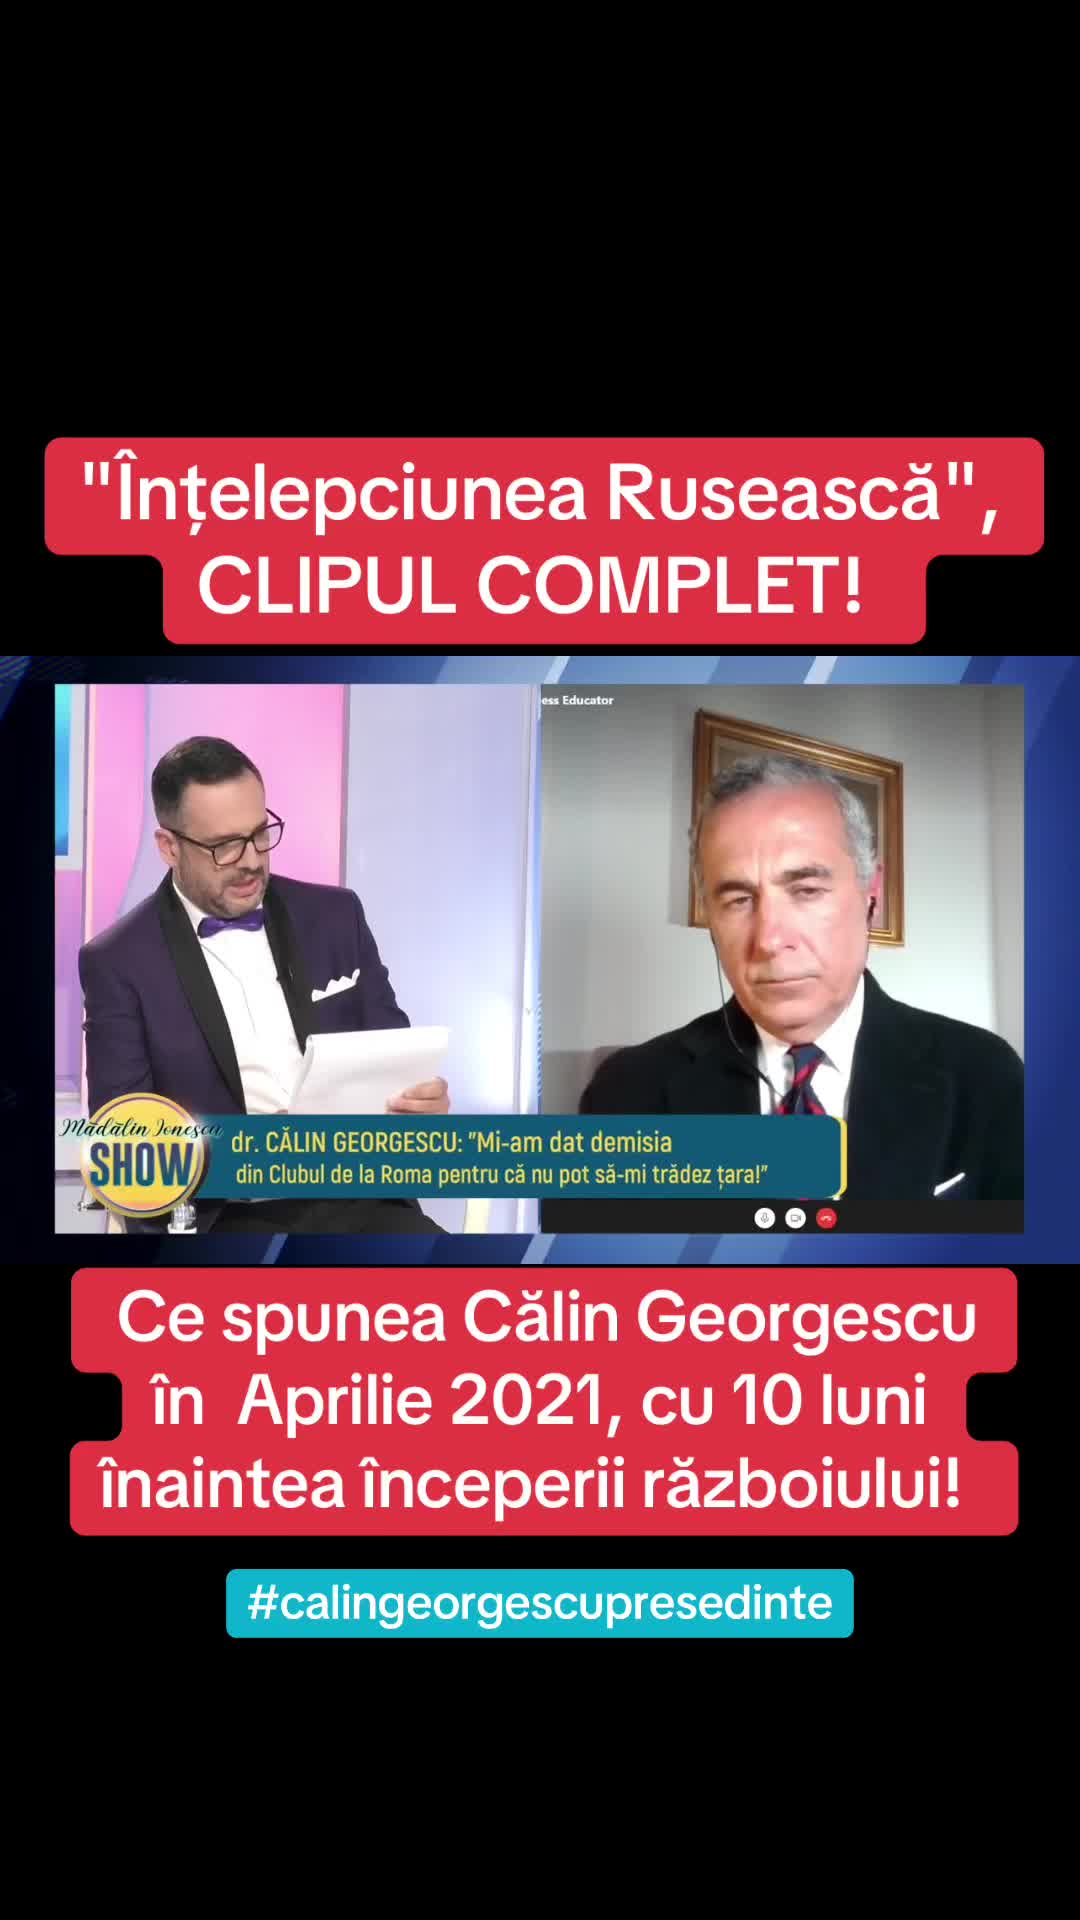 "Înțelepciunea Rusească",
CLIPUL COMPLET!
ess Educator
Mădălin Ionescu
SHOW
dr. CĂLIN GEORGESCU: "Mi-am dat demisia
din Clubul de la Roma pentru că nu pot să-mi trădez țara!"
Ce spunea Călin Georgescu
în Aprilie 2021, cu 10 luni
înaintea începerii războiului!
#calingeorgescupresedinte